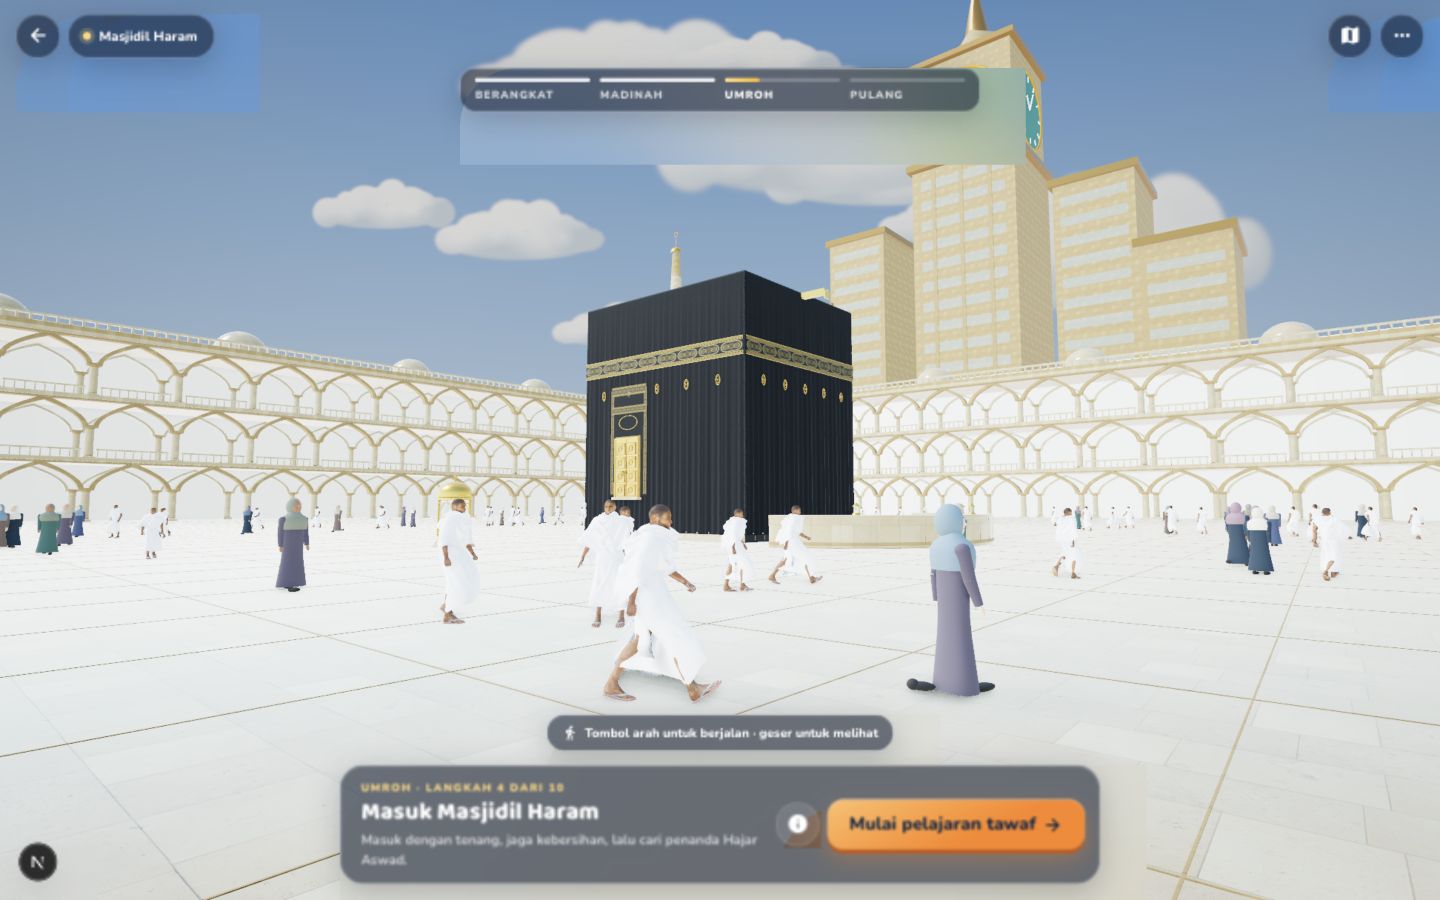 Masjidil Haram
BERANGKAT
MADINAH
UMROH
PULANG
Tombol arah untuk berjalan · geser untuk melihat
UMROH · LANGKAH 4 DARI 10
Masuk Masjidil Haram
Masuk dengan tenang, jaga kebersihan, lalu cari penanda Hajar
Aswad.
Mulai pelajaran tawaf →
N